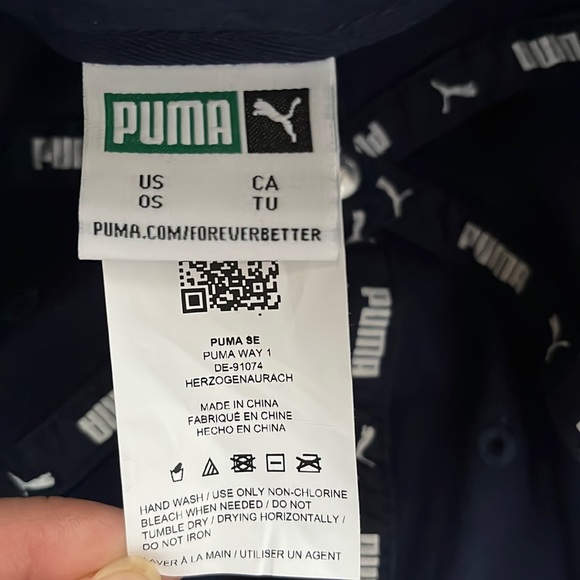 PUMA
US CA
OS TU
PUMA.COM/FOREVERBETTER
PUMA SE
PUMA WAY 1
DE-91074
HERZOGENAURACH
MADE IN CHINA
FABRIQUÉ EN CHINE
HECHO EN CHINA
HAND WASH / USE ONLY NON-CHLORINE
BLEACH WHEN NEEDED / DO NOT
TUMBLE DRY / DRYING HORIZONTALLY /
DO NOT IRON
À LA MAIN / UTILISER UN AGENT
PUMA
PUMA